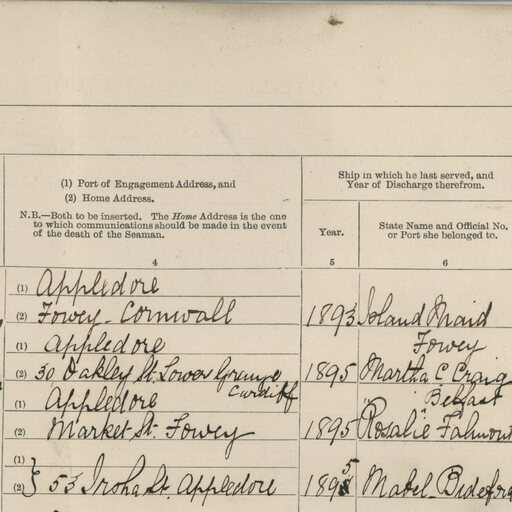 (1) Port of Engagement Address, and
(2) Home Address.
N.B.—Both to be inserted. The Home Address is the one
to which communications should be made in the event
of the death of the Seaman.
Ship in which he last served, and
Year of Discharge therefrom.
Year.
State Name and Official No.
or Port she belonged to.
4
5
6
(1) Appledore
(2) Fowey. Cornwall 1893 Island Maid
Fowey
(1) Appledore
(2) 30 Oakley St. Lower Grange 1895 Martha C Craig
Cardiff
Belfast
(1) Appledore
(2) Market St. Fowey 1895 Rosalie Falmout
(1)
(2) } 53 Irsha St. Appledore 1895 Mabel. Bidefor